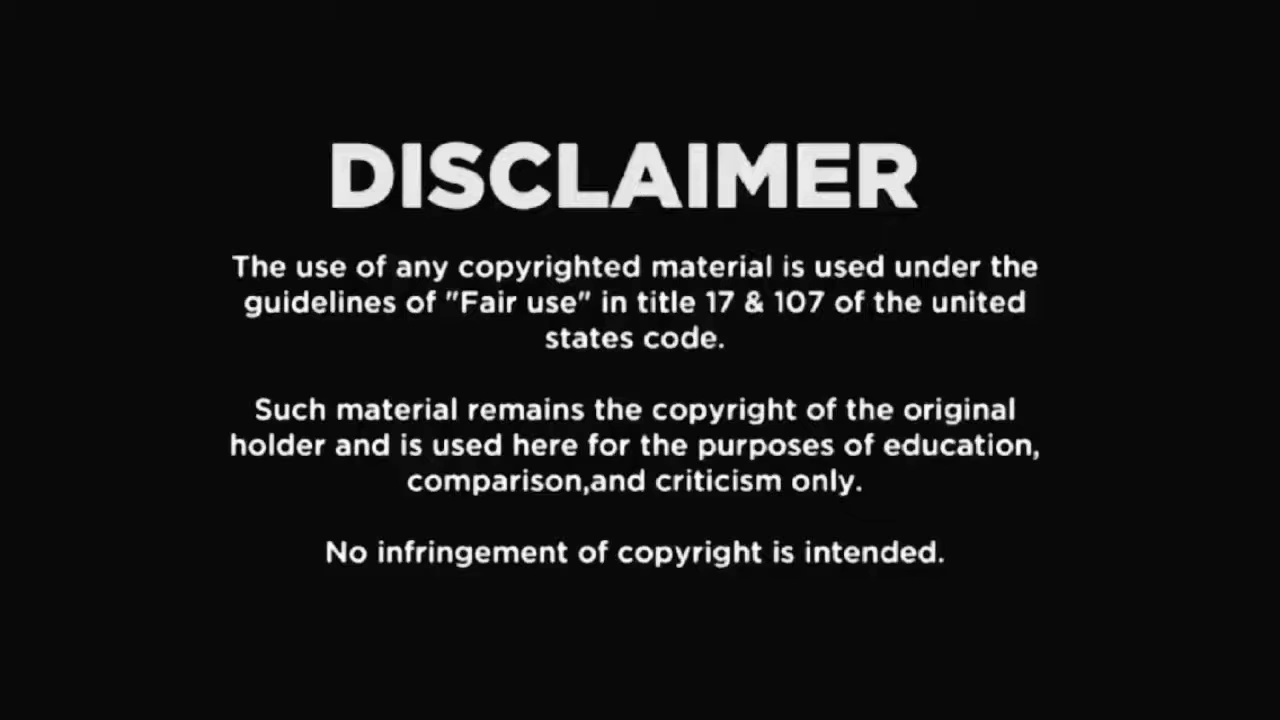 DISCLAIMER
The use of any copyrighted material is used under the
guidelines of "Fair use" in title 17 & 107 of the united
states code.
Such material remains the copyright of the original
holder and is used here for the purposes of education,
comparison,and criticism only.
No infringement of copyright is intended.